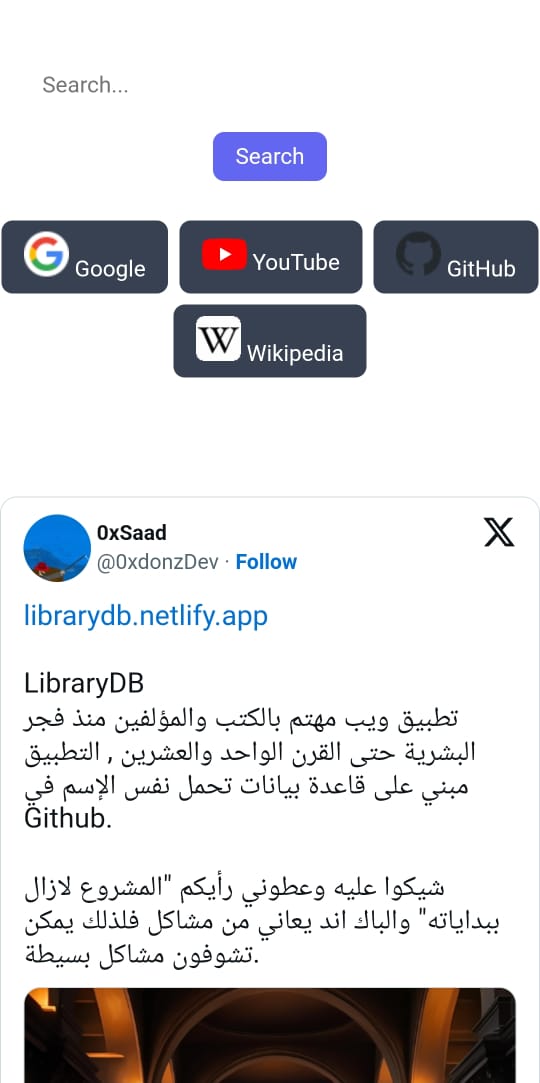 Search...
Search
Google
YouTube
GitHub
W
Wikipedia
0xSaad
@0xdonzDev · Follow
librarydb.netlify.app
LibraryDB
تطبيق ويب مهتم بالكتب والمؤلفين منذ فجر
البشرية حتى القرن الواحد والعشرين , التطبيق
مبني على قاعدة بيانات تحمل نفس الإسم في
Github.
شيكوا عليه وعطوني رأيكم "المشروع لازال
ببداياته" والباك اند يعاني من مشاكل فلذلك يمكن
تشوفون مشاكل بسيطة.